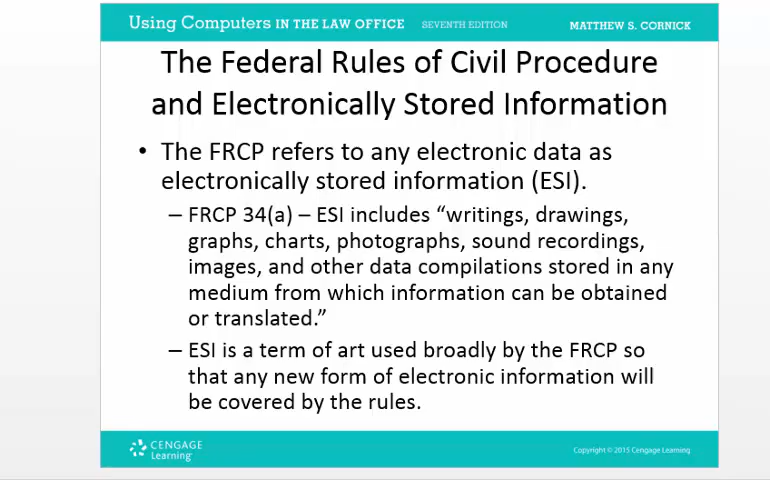 Using Computers IN THE LAW OFFICE SEVENTH EDITION MATTHEW S. CORNICK
The Federal Rules of Civil Procedure
and Electronically Stored Information
• The FRCP refers to any electronic data as
electronically stored information (ESI).
– FRCP 34(a) – ESI includes “writings, drawings,
graphs, charts, photographs, sound recordings,
images, and other data compilations stored in any
medium from which information can be obtained
or translated.”
– ESI is a term of art used broadly by the FRCP so
that any new form of electronic information will
be covered by the rules.
CENGAGE
Learning
Copyright © 2015 Cengage Learning